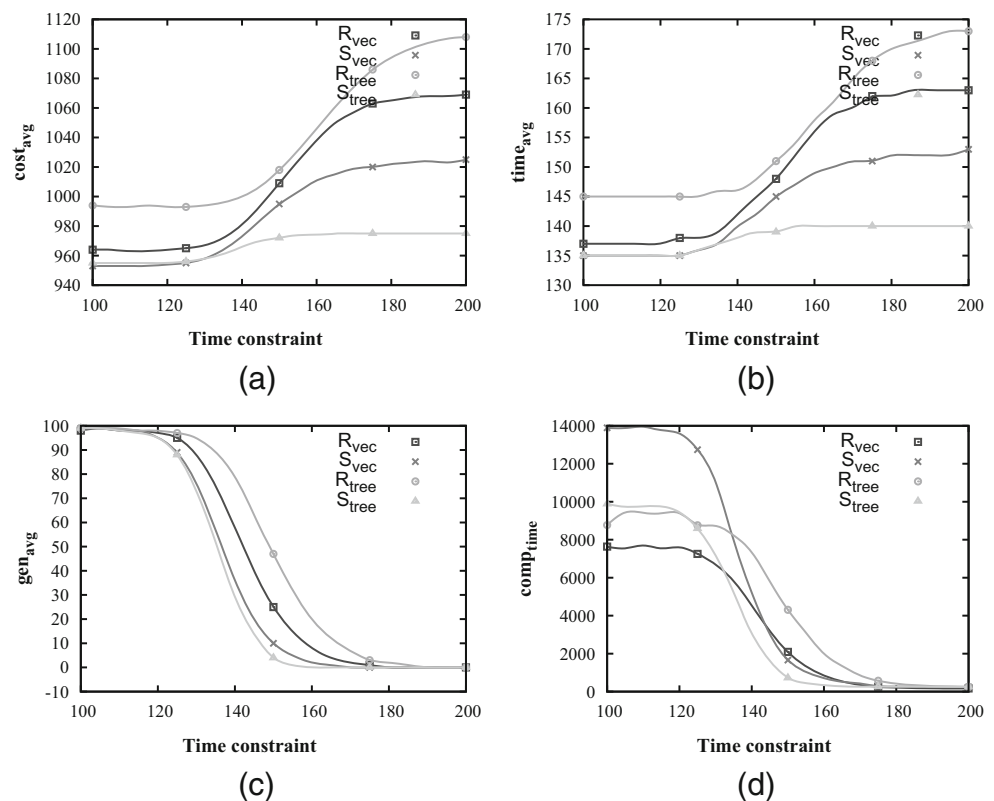 1120
1100
1080
1060
1040
1020
1000
980
960
940
cost_avg
R_vec
S_vec
R_tree
S_tree
100 120 140 160 180 200
Time constraint
(a)
175
170
165
160
155
150
145
140
135
130
time_avg
R_vec
S_vec
R_tree
S_tree
100 120 140 160 180 200
Time constraint
(b)
100
90
80
70
60
50
40
30
20
10
0
-10
gen_avg
R_vec
S_vec
R_tree
S_tree
100 120 140 160 180 200
Time constraint
(c)
14000
12000
10000
8000
6000
4000
2000
0
comp_time
R_vec
S_vec
R_tree
S_tree
100 120 140 160 180 200
Time constraint
(d)